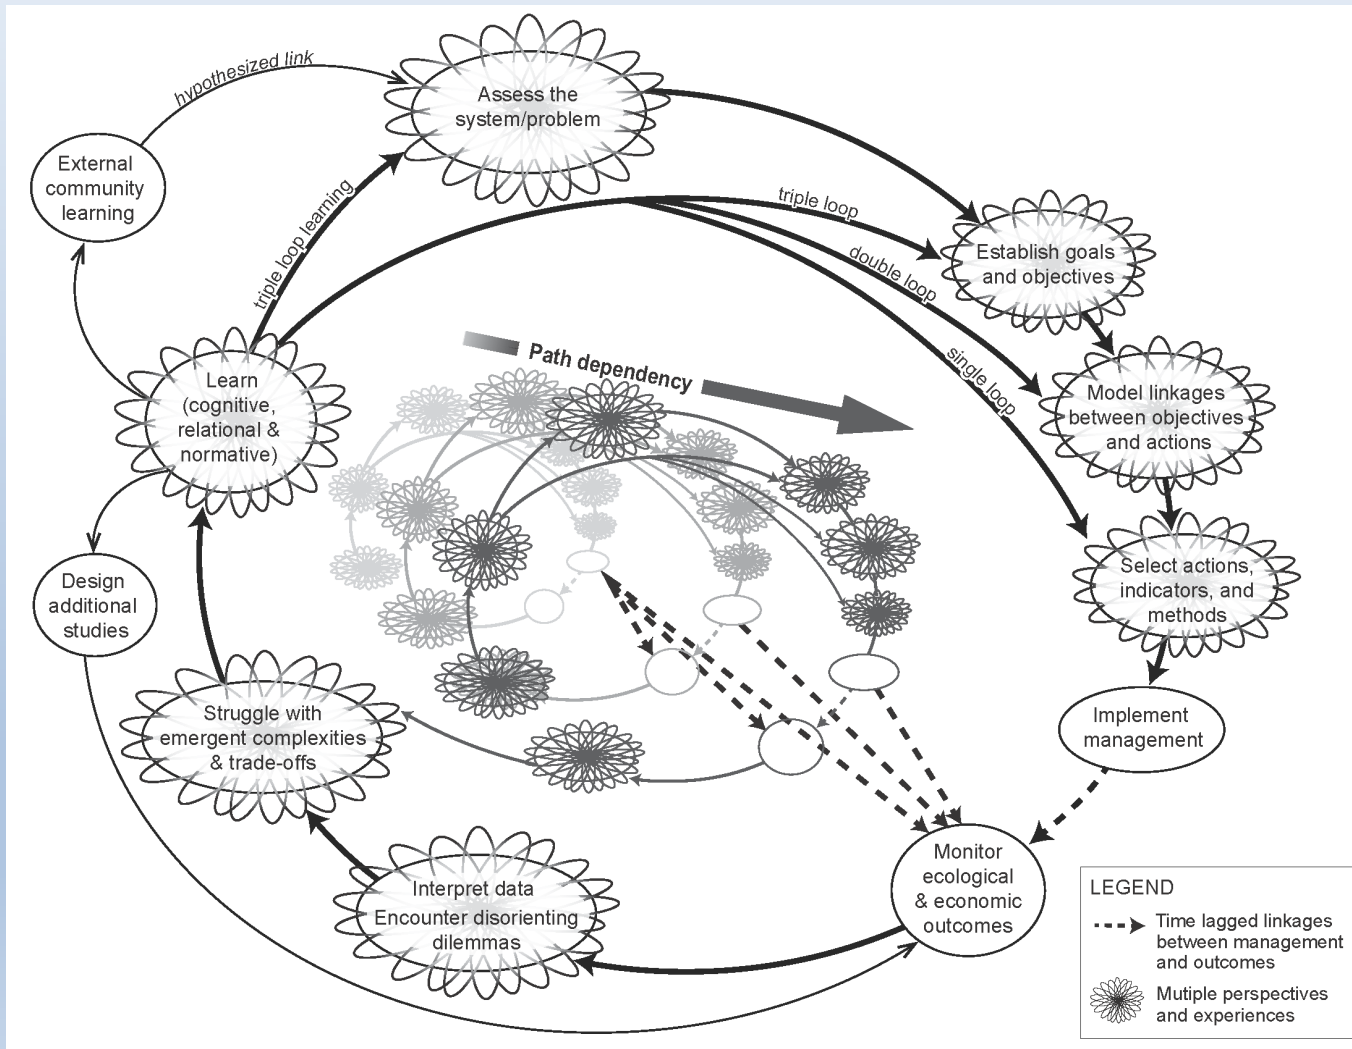 hypothesized link
Assess the
system/problem
External
community
learning
triple loop learning
triple loop
double loop
single loop
Establish goals
and objectives
Path dependency
Learn
(cognitive,
relational &
normative)
Model linkages
between objectives
and actions
Design
additional
studies
Select actions,
indicators, and
methods
Struggle with
emergent complexities
& trade-offs
Implement
management
Monitor
ecological
& economic
outcomes
Interpret data
Encounter disorienting
dilemmas
LEGEND
Time lagged linkages
between management
and outcomes
Mutiple perspectives
and experiences